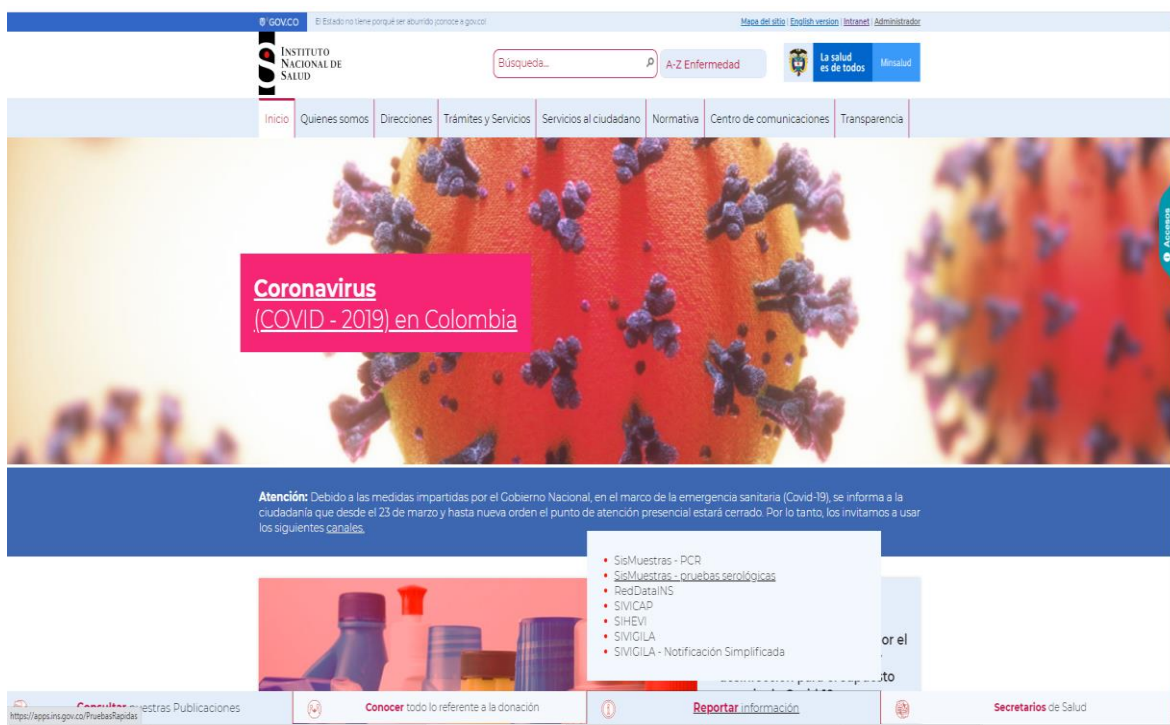 GOV.CO
El Estado no tiene porqué ser aburrido ¡conoce a gov.co!
Mapa del sitio | English version | Intranet | Administrador
INSTITUTO
NACIONAL DE
SALUD
Búsqueda...
A-Z Enfermedad
La salud
es de todos
Minsalud
Inicio
Quienes somos
Direcciones
Trámites y Servicios
Servicios al ciudadano
Normativa
Centro de comunicaciones
Transparencia
Accesos
Coronavirus
(COVID - 2019) en Colombia
Atención: Debido a las medidas impartidas por el Gobierno Nacional, en el marco de la emergencia sanitaria (Covid-19), se informa a la
ciudadanía que desde el 23 de marzo y hasta nueva orden el punto de atención presencial estará cerrado. Por lo tanto, los invitamos a usar
los siguientes canales.
• SisMuestras - PCR
• SisMuestras - pruebas serológicas
• RedDataINS
• SIVICAP
• SIHEVI
• SIVIGILA
• SIVIGILA - Notificación Simplificada
or el
Consultar nuestras Publicaciones
Conocer todo lo referente a la donación
Reportar información
Secretarios de Salud
https://apps.ins.gov.co/PruebasRapidas